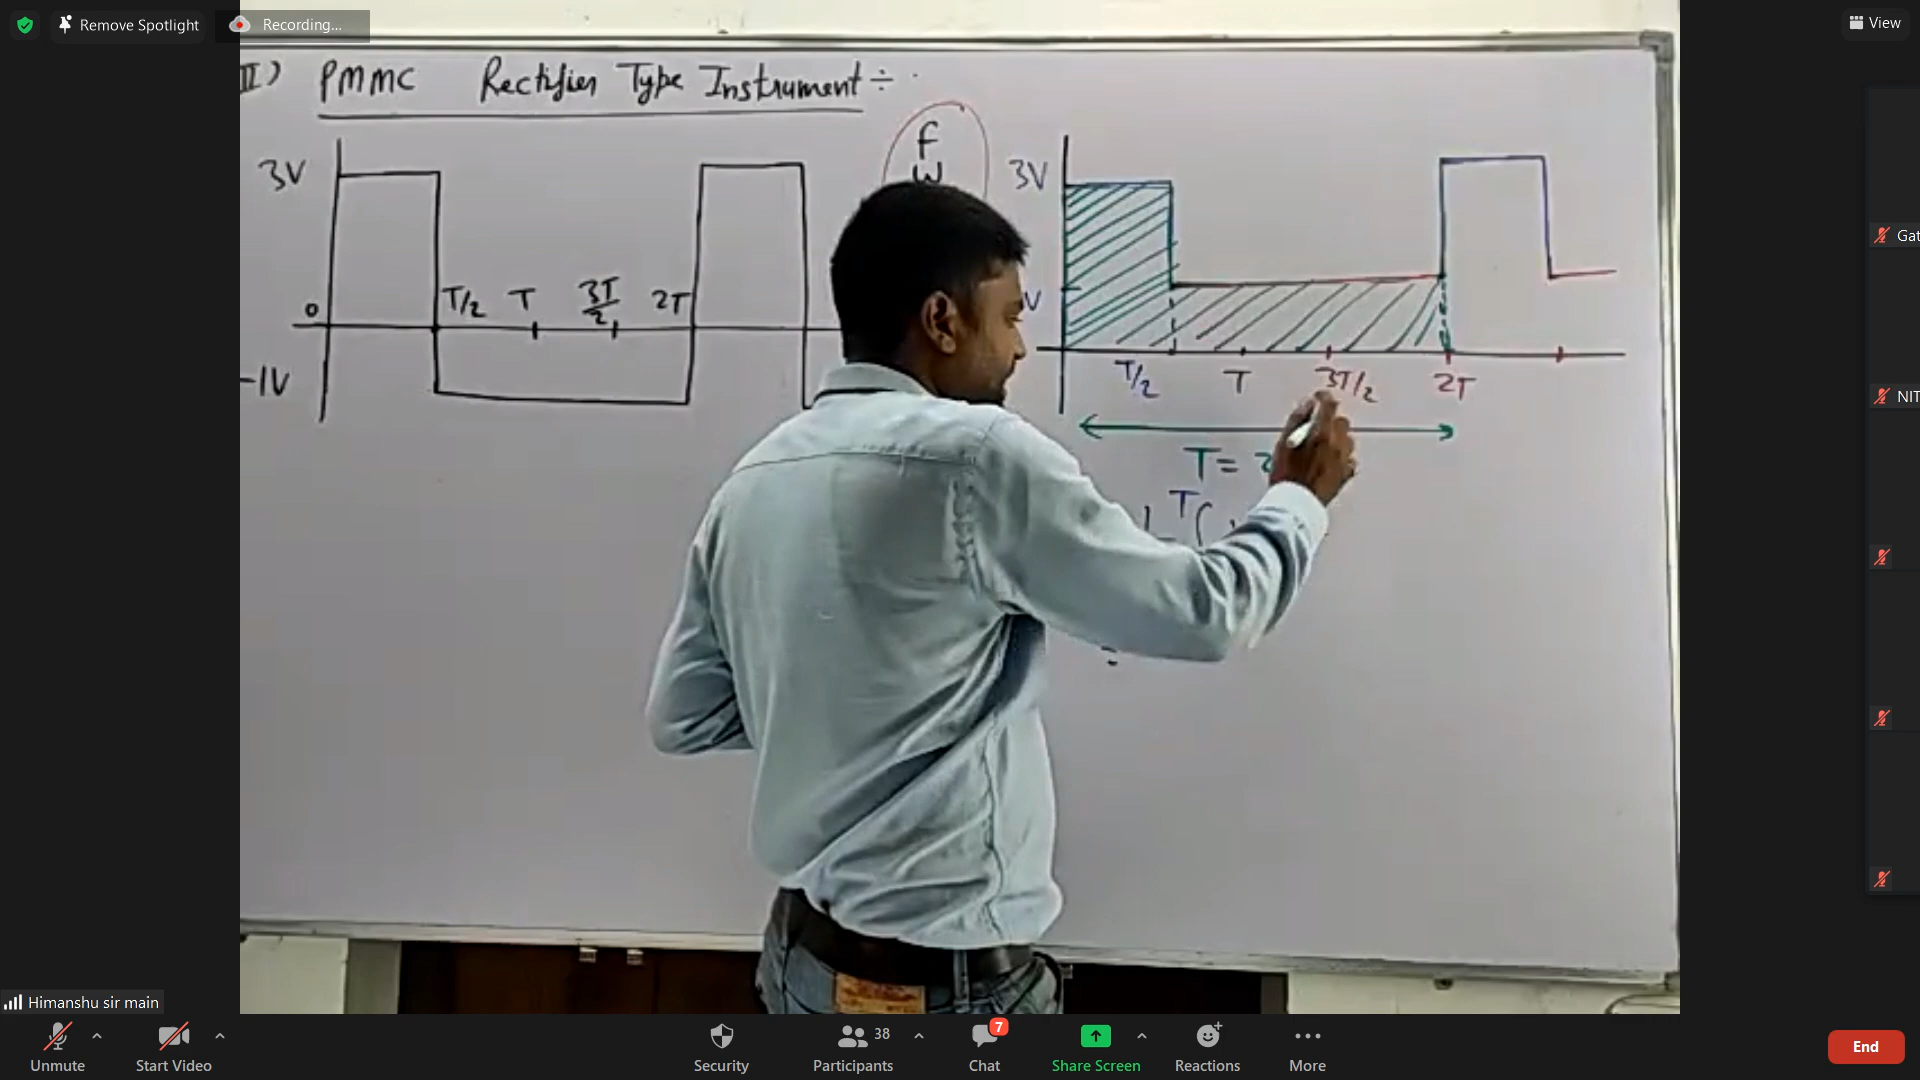 Remove Spotlight
Recording...
View
II) PMMC Rectifier Type Instrument ÷
3V
0
T/2 T 3T/2 2T
-1V
F
W
3V
V
T/2 T 3T/2 2T
T = 2
T
Gat
NIT
Himanshu sir main
Unmute
Start Video
Security
Participants
38
Chat
7
Share Screen
Reactions
More
End